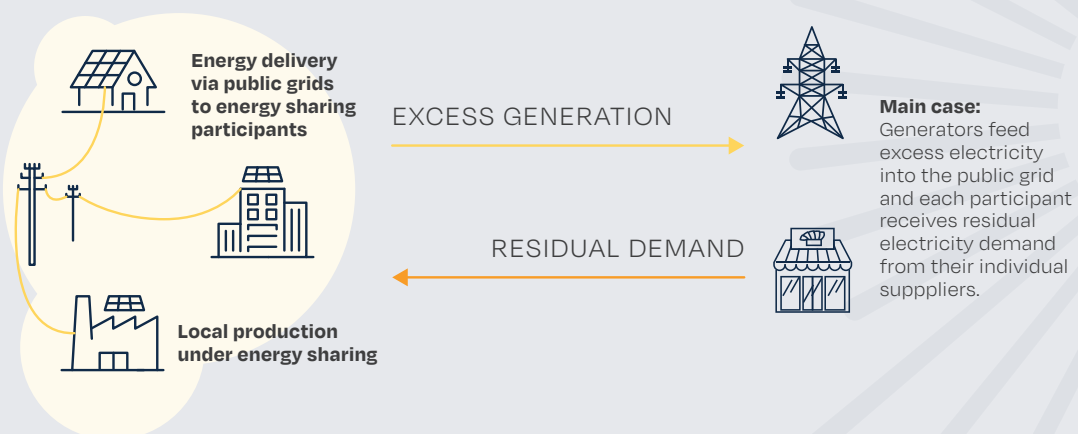 Energy delivery
via public grids
to energy sharing
participants
EXCESS GENERATION
RESIDUAL DEMAND
Main case:
Generators feed
excess electricity
into the public grid
and each participant
receives residual
electricity demand
from their individual
supppliers.
Local production
under energy sharing